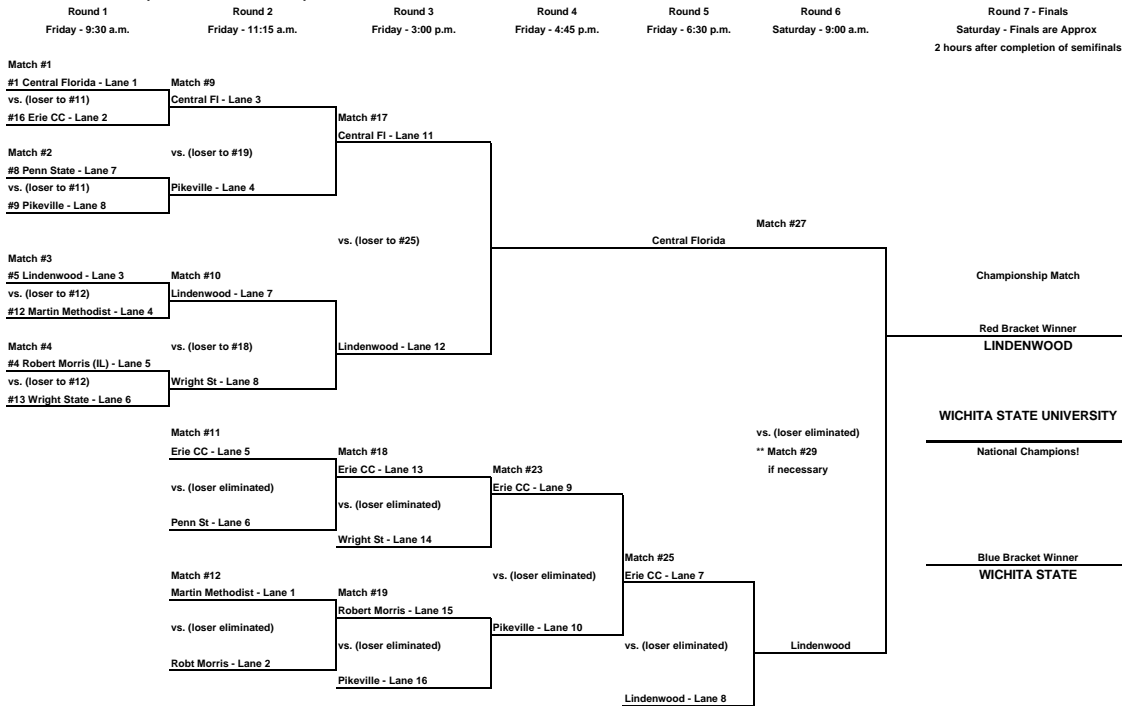 Round 1
Friday - 9:30 a.m.
Round 2
Friday - 11:15 a.m.
Round 3
Friday - 3:00 p.m.
Round 4
Friday - 4:45 p.m.
Round 5
Friday - 6:30 p.m.
Round 6
Saturday - 9:00 a.m.
Round 7 - Finals
Saturday - Finals are Approx
2 hours after completion of semifinals
Match #1
#1 Central Florida - Lane 1
vs. (loser to #11)
#16 Erie CC - Lane 2
Match #2
#8 Penn State - Lane 7
vs. (loser to #11)
#9 Pikeville - Lane 8
Match #3
#5 Lindenwood - Lane 3
vs. (loser to #12)
#12 Martin Methodist - Lane 4
Match #4
#4 Robert Morris (IL) - Lane 5
vs. (loser to #12)
#13 Wright State - Lane 6
Match #9
Central Fl - Lane 3
vs. (loser to #19)
Pikeville - Lane 4
Match #10
Lindenwood - Lane 7
vs. (loser to #18)
Wright St - Lane 8
Match #11
Erie CC - Lane 5
vs. (loser eliminated)
Penn St - Lane 6
Match #12
Martin Methodist - Lane 1
vs. (loser eliminated)
Robt Morris - Lane 2
Match #17
Central Fl - Lane 11
vs. (loser to #25)
Lindenwood - Lane 12
Match #18
Erie CC - Lane 13
vs. (loser eliminated)
Wright St - Lane 14
Match #19
Robert Morris - Lane 15
vs. (loser eliminated)
Pikeville - Lane 16
Match #23
Erie CC - Lane 9
vs. (loser eliminated)
Pikeville - Lane 10
Match #25
Erie CC - Lane 7
vs. (loser eliminated)
Lindenwood - Lane 8
Match #27
Central Florida
vs. (loser eliminated)
** Match #29
if necessary
Lindenwood
Championship Match
Red Bracket Winner
LINDENWOOD
WICHITA STATE UNIVERSITY
National Champions!
Blue Bracket Winner
WICHITA STATE